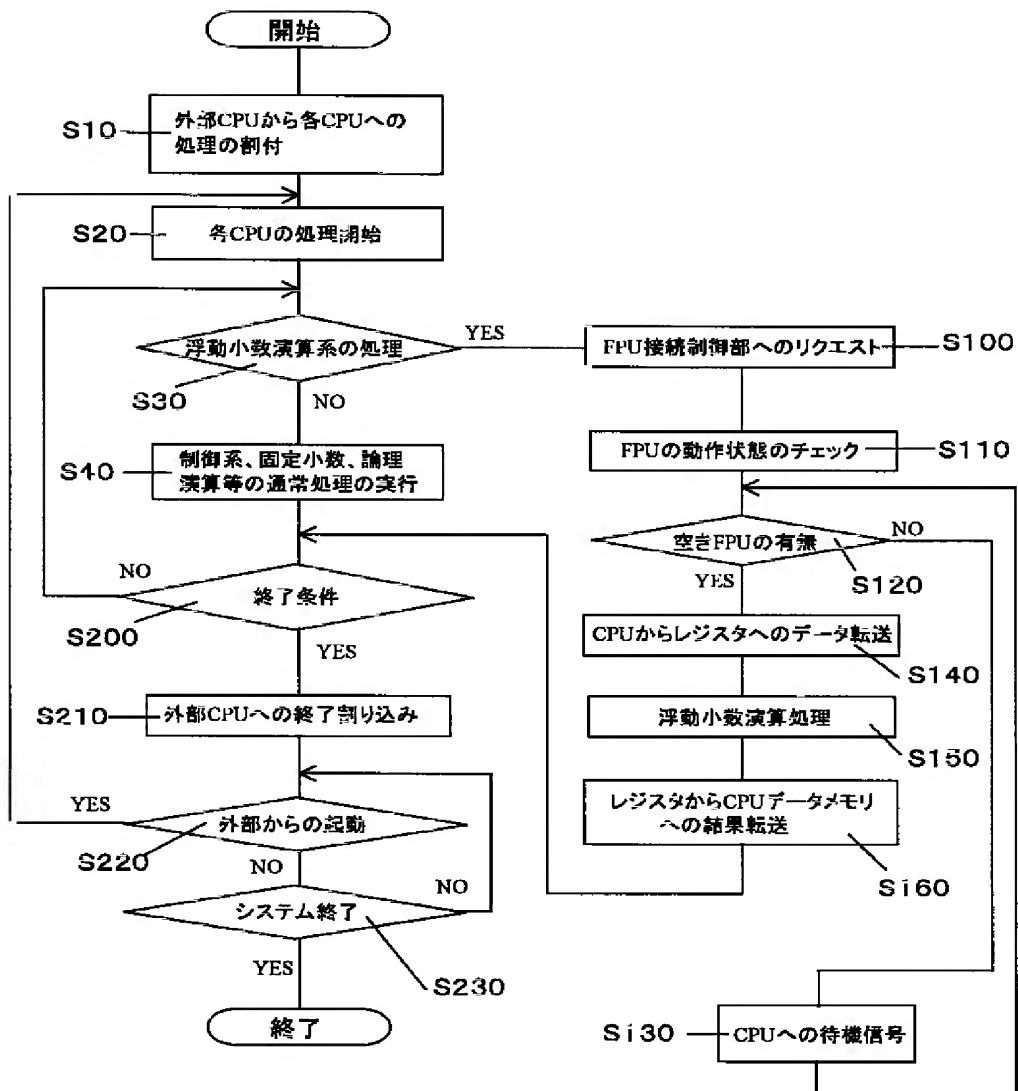 開始
S10
外部CPUから各CPUへの
処理の割付
S20
各CPUの処理開始
浮動小数演算系の処理
YES
S30
NO
FPU接続制御部へのリクエスト
S100
S40
制御系、固定小数、論理
演算等の通常処理の実行
FPUの動作状態のチェック
S110
空きFPUの有無
NO
S120
YES
NO
終了条件
S200
YES
CPUからレジスタへのデータ転送
S140
S210
外部CPUへの終了割り込み
浮動小数演算処理
S150
YES
外部からの起動
S220
NO
レジスタからCPUデータメモリ
への結果転送
S160
NO
システム終了
YES
S230
終了
S130
CPUへの待機信号